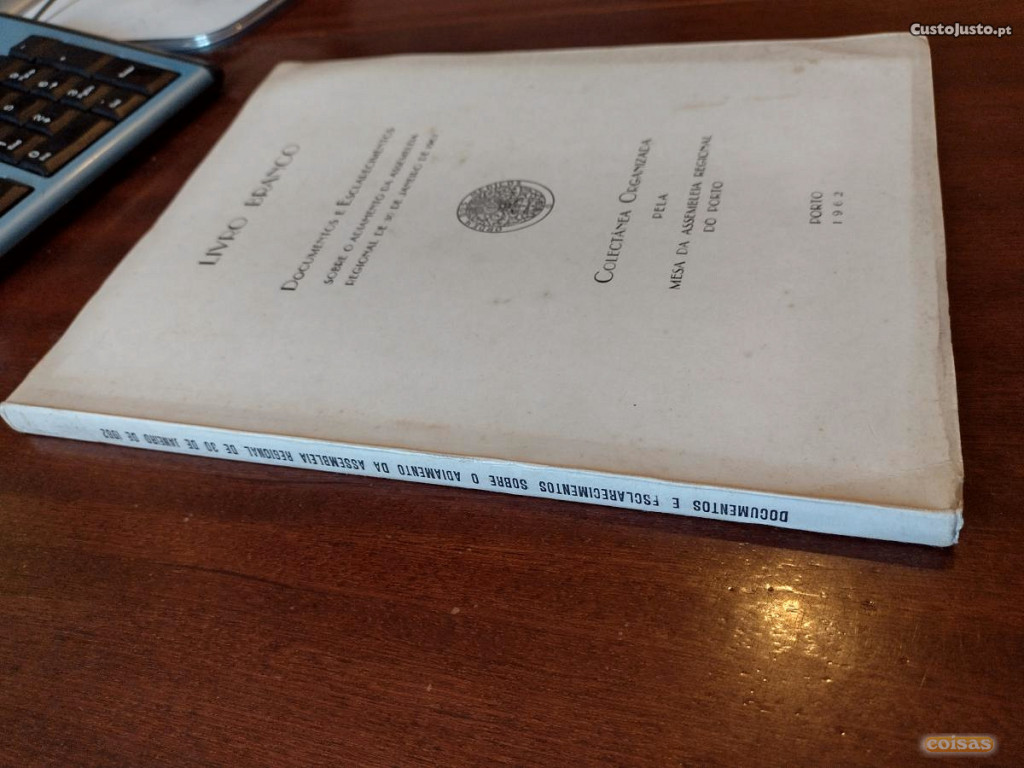 CustoJusto.pt
LIVRO BRANCO
DOCUMENTOS E ESCLARECIMENTOS
SOBRE O ADIAMENTO DA ASSEMBLEIA
REGIONAL DE 30 DE JANEIRO DE 1962
COLECTÂNEA ORGANIZADA
PELA
MESA DA ASSEMBLEIA REGIONAL
DO PORTO
PORTO
1962
DOCUMENTOS E ESCLARECIMENTOS SOBRE O ADIAMENTO DA ASSEMBLEIA REGIONAL DE 30 DE JANEIRO DE 1962
coisas